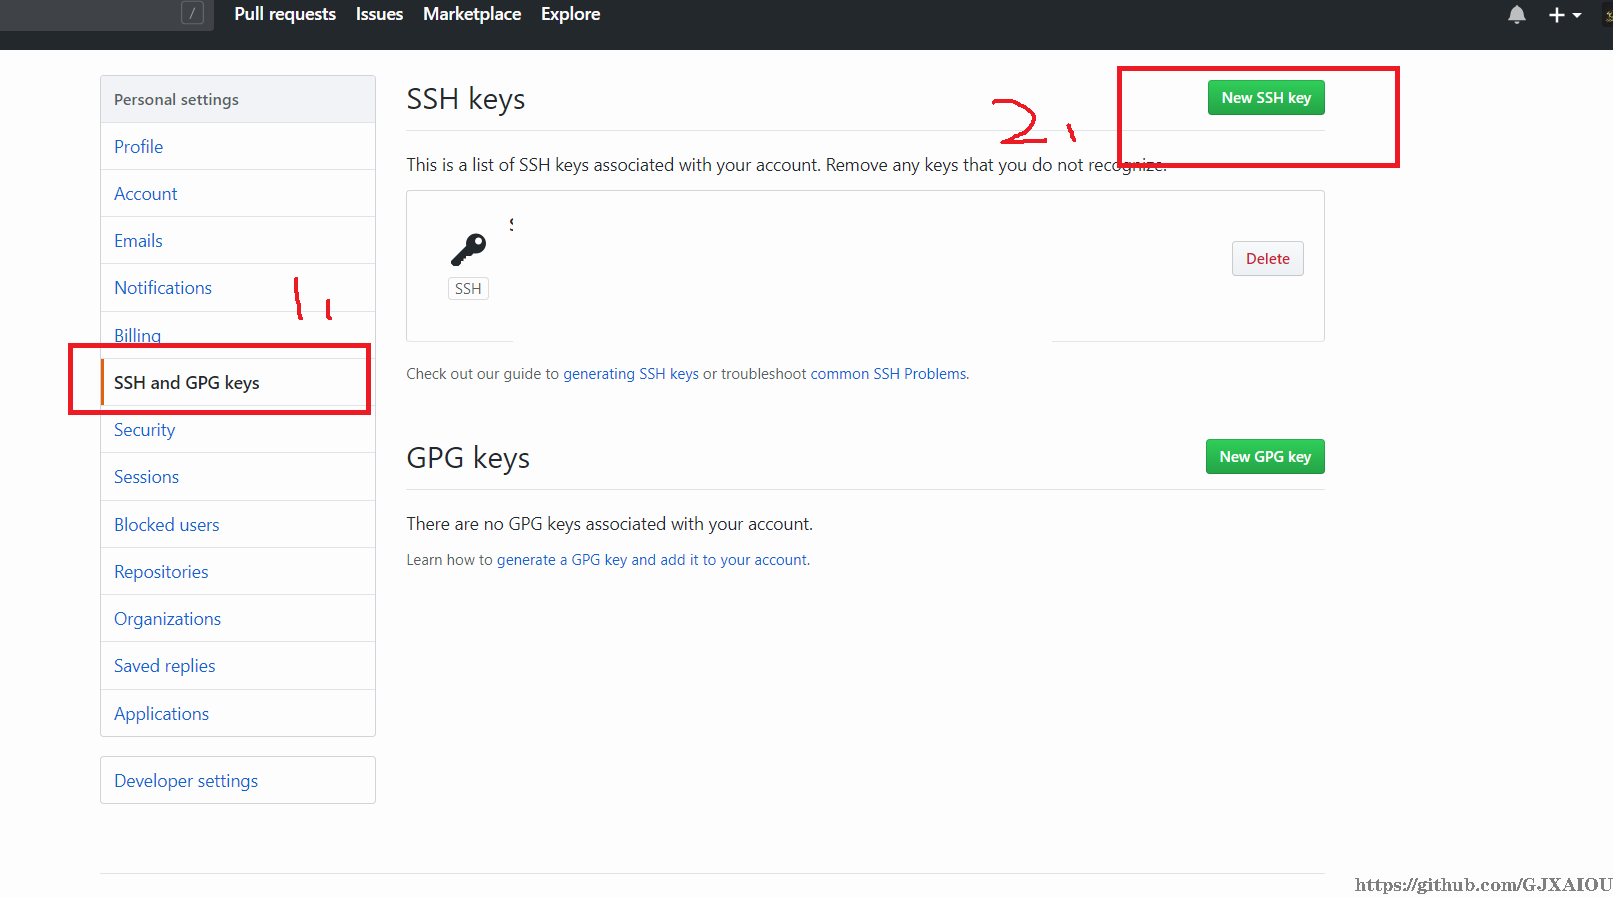 / Pull requests Issues Marketplace Explore
Personal settings
Profile
Account
Emails
Notifications
Billing
SSH and GPG keys
Security
Sessions
Blocked users
Repositories
Organizations
Saved replies
Applications
Developer settings
1、
2、
SSH keys
New SSH key
This is a list of SSH keys associated with your account. Remove any keys that you do not recognize.
SSH
Delete
Check out our guide to generating SSH keys or troubleshoot common SSH Problems.
GPG keys
New GPG key
There are no GPG keys associated with your account.
Learn how to generate a GPG key and add it to your account.
https://github.com/GJXAIOU